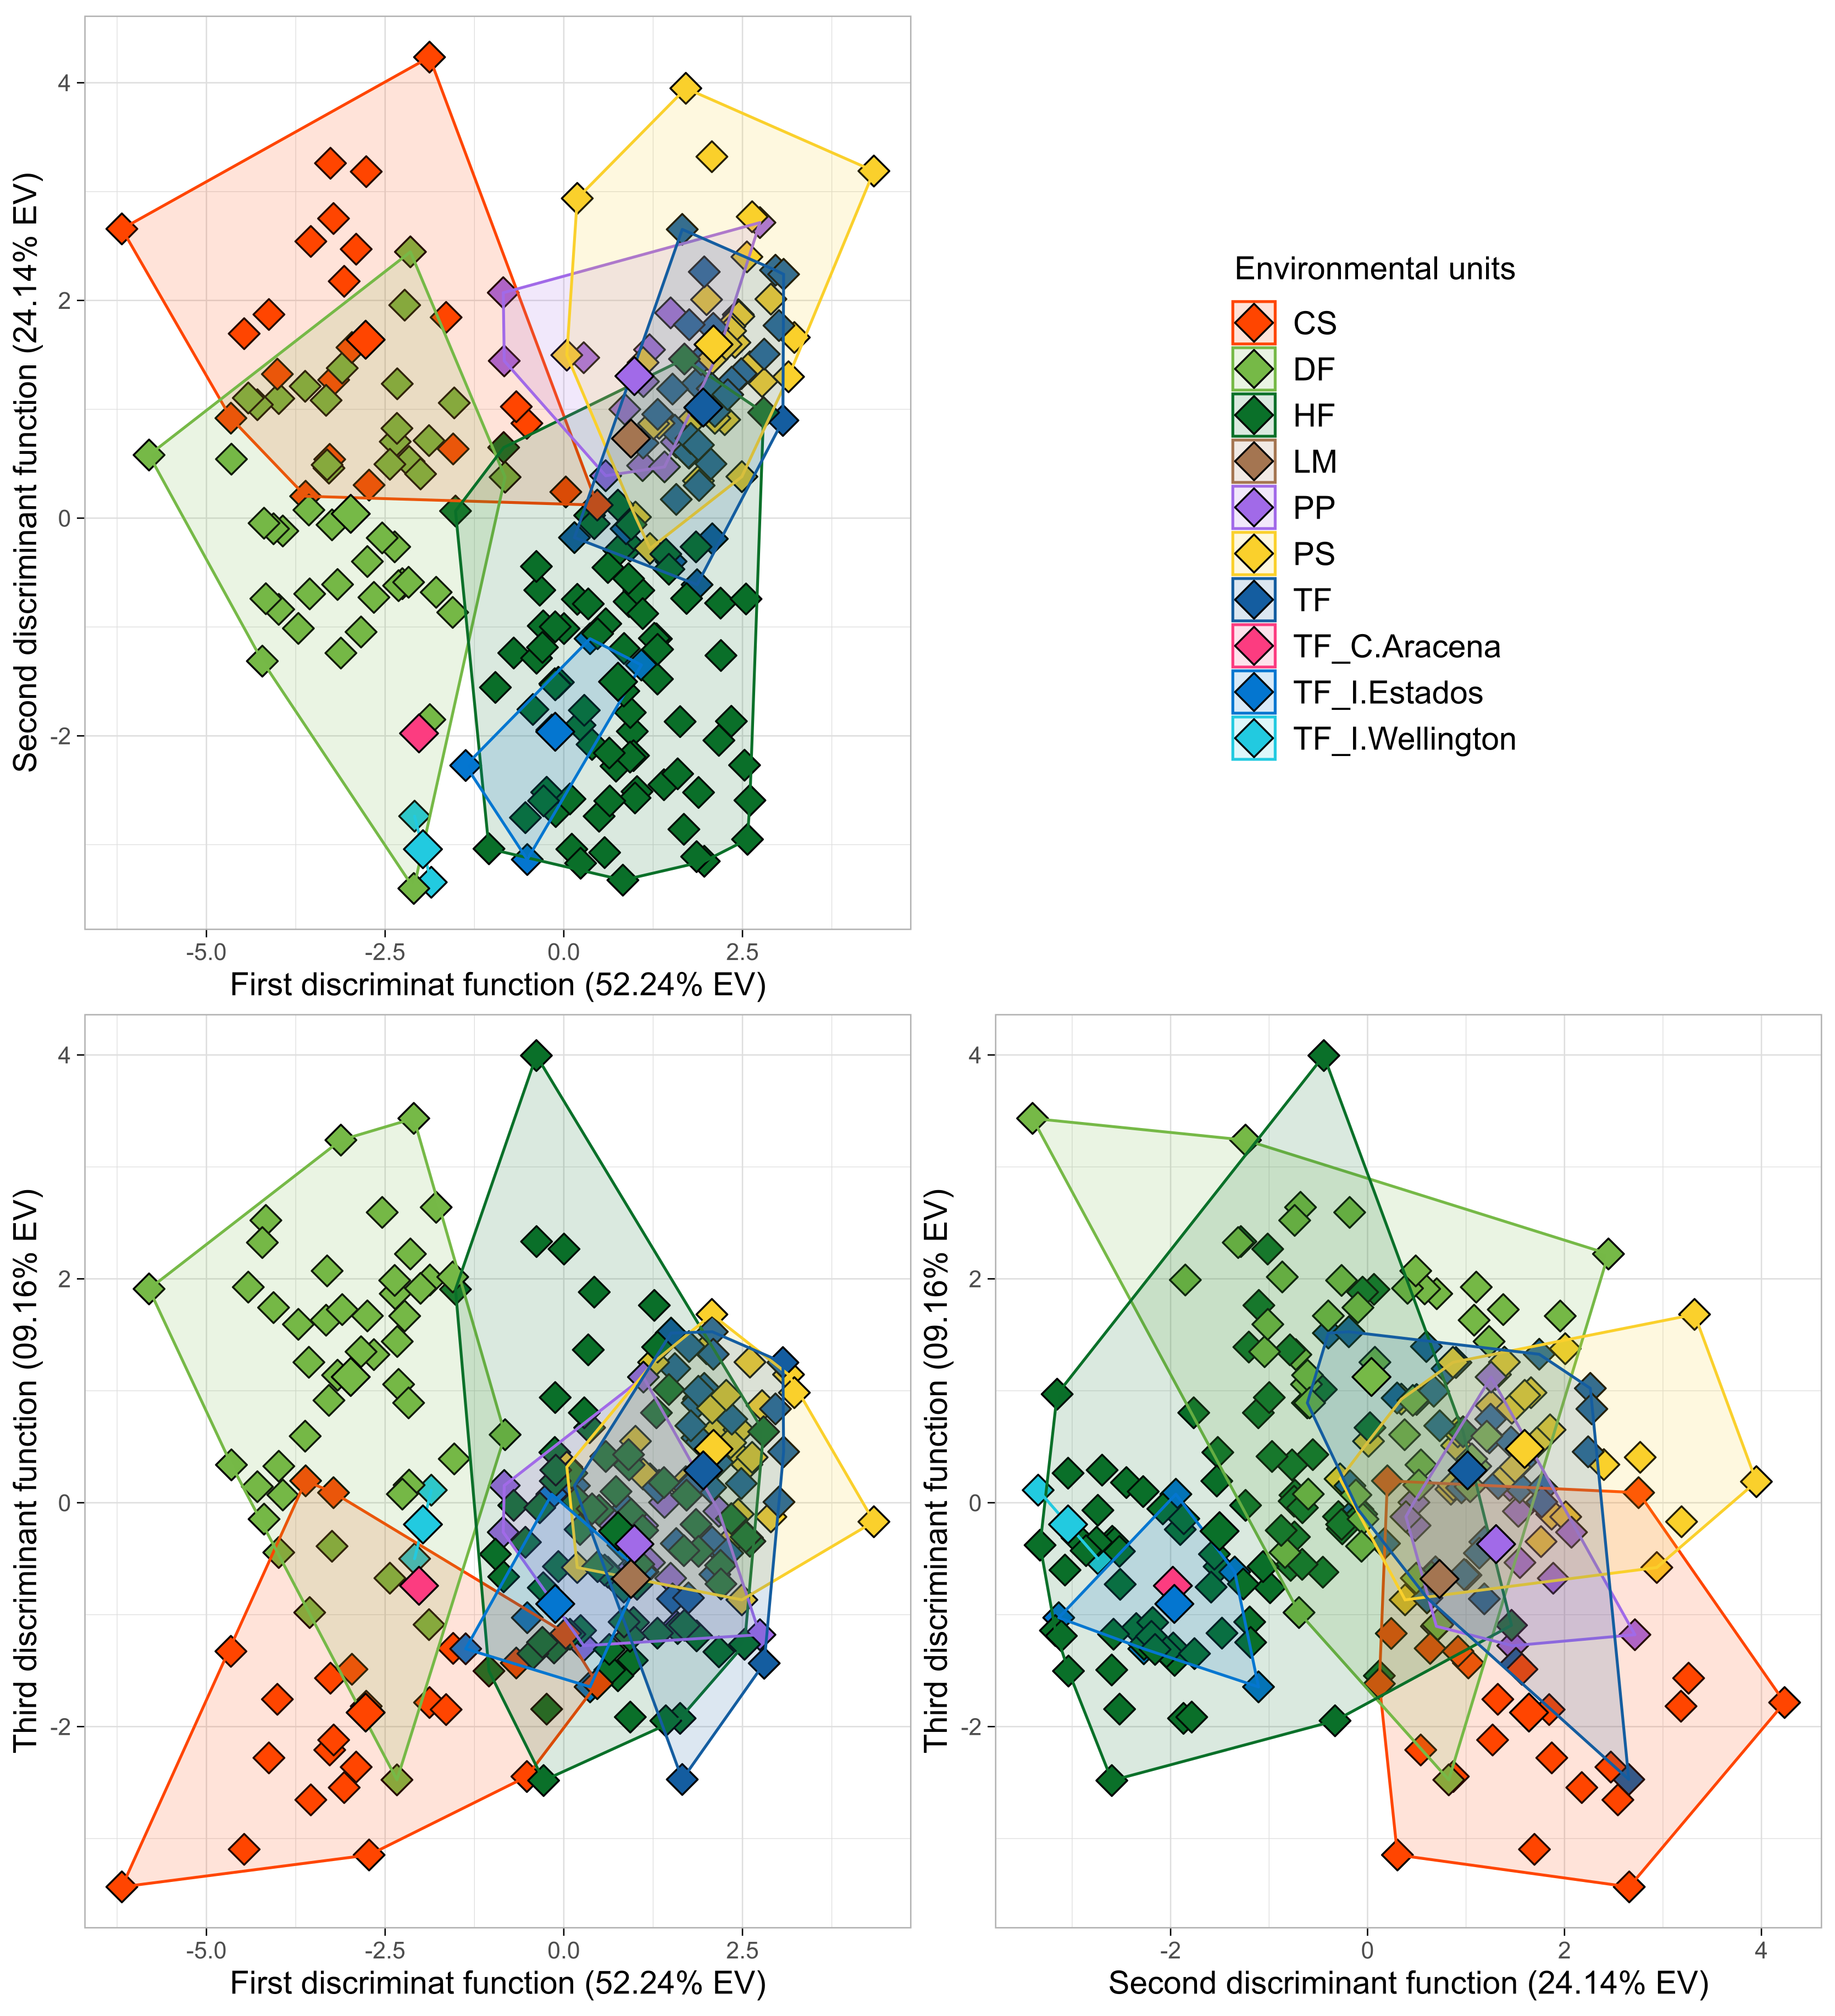 Second discriminant function (24.14% EV)
4
2
0
-2
-5.0 -2.5 0.0 2.5
First discriminat function (52.24% EV)
Environmental units
CS
DF
HF
LM
PP
PS
TF
TF_C.Aracena
TF_I.Estados
TF_I.Wellington
Third discriminant function (09.16% EV)
4
2
0
-2
-5.0 -2.5 0.0 2.5
First discriminat function (52.24% EV)
Third discriminant function (09.16% EV)
4
2
0
-2
-2 0 2 4
Second discriminant function (24.14% EV)